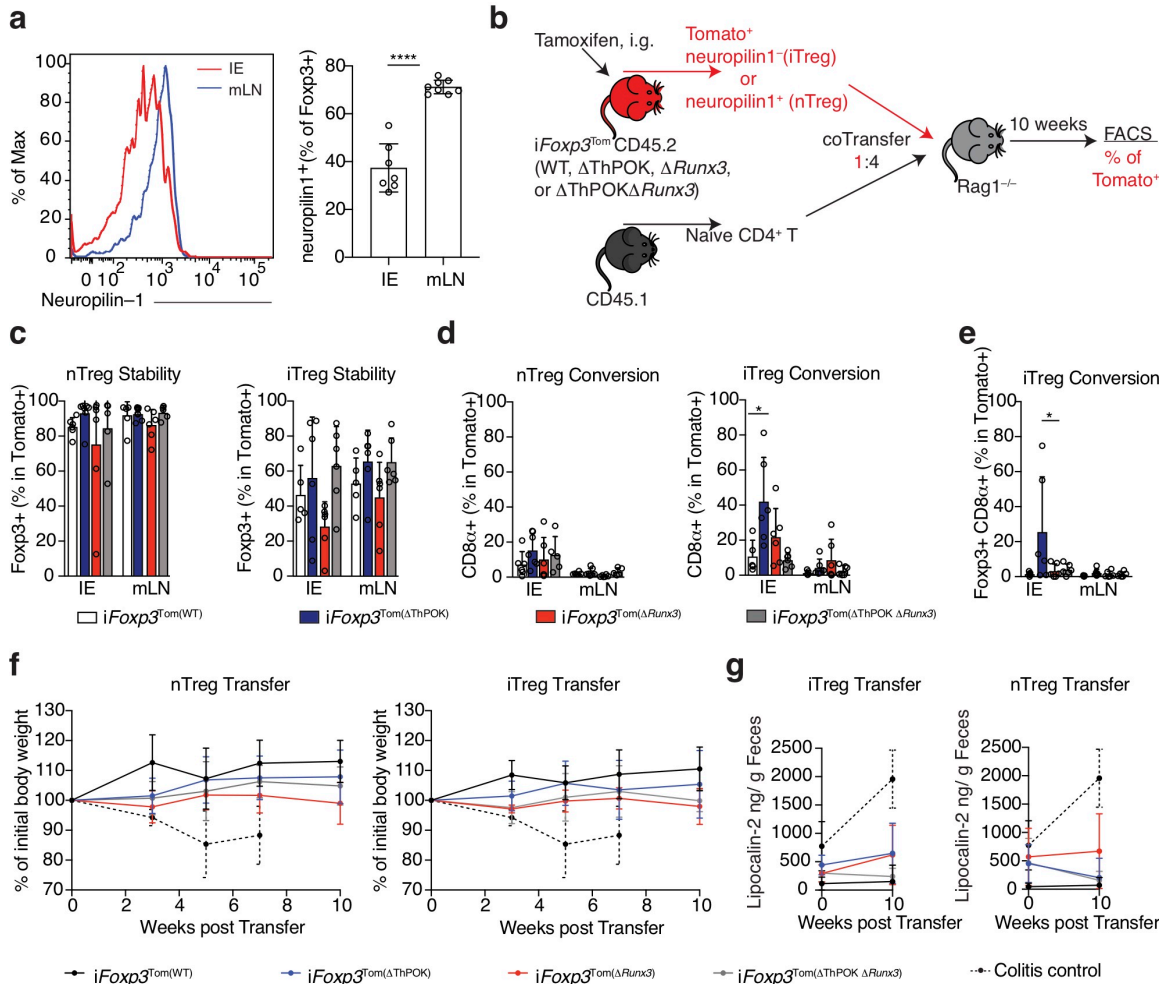 a
% of Max
100
80
60
40
20
0
IE
mLN
0 10² 10³ 10⁴ 10⁵
Neuropilin–1
neuropilin1⁺ (% of Foxp3+)
80
60
40
20
0
****
IE mLN
b
Tamoxifen, i.g.
Tomato⁺
neuropilin1⁻(iTreg)
or
neuropilin1⁺ (nTreg)
iFoxp3ᵀᵒᵐ CD45.2
(WT, ΔThPOK, ΔRunx3,
or ΔThPOKΔRunx3)
coTransfer
1:4
10 weeks
FACS
% of
Tomato⁺
Rag1⁻/⁻
Naive CD4⁺ T
CD45.1
c
nTreg Stability
Foxp3+ (% in Tomato+)
100
80
60
40
20
0
IE mLN
iTreg Stability
Foxp3+ (% in Tomato+)
100
80
60
40
20
0
IE mLN
d
nTreg Conversion
CD8α+ (% in Tomato+)
100
80
60
40
20
0
IE mLN
iTreg Conversion
CD8α+ (% in Tomato+)
100
80
60
40
20
0
*
IE mLN
e
iTreg Conversion
Foxp3+ CD8α+ (% in Tomato+)
100
80
60
40
20
0
*
IE mLN
iFoxp3ᵀᵒᵐ⁽ᵂᵀ⁾
iFoxp3Tom(ΔThPOK)
iFoxp3Tom(ΔRunx3)
iFoxp3Tom(ΔThPOK ΔRunx3)
f
nTreg Transfer
% of initial body weight
130
120
110
100
90
80
70
0 2 4 6 8 10
Weeks post Transfer
iTreg Transfer
% of initial body weight
130
120
110
100
90
80
70
0 2 4 6 8 10
Weeks post Transfer
g
iTreg Transfer
Lipocalin-2 ng/ g Feces
2500
2000
1500
1000
500
0
0 10
Weeks post Transfer
nTreg Transfer
Lipocalin-2 ng/ g Feces
2500
2000
1500
1000
500
0
0 10
Weeks post Transfer
iFoxp3ᵀᵒᵐ⁽ᵂᵀ⁾
iFoxp3Tom(ΔThPOK)
iFoxp3Tom(ΔRunx3)
iFoxp3Tom(ΔThPOK ΔRunx3)
Colitis control